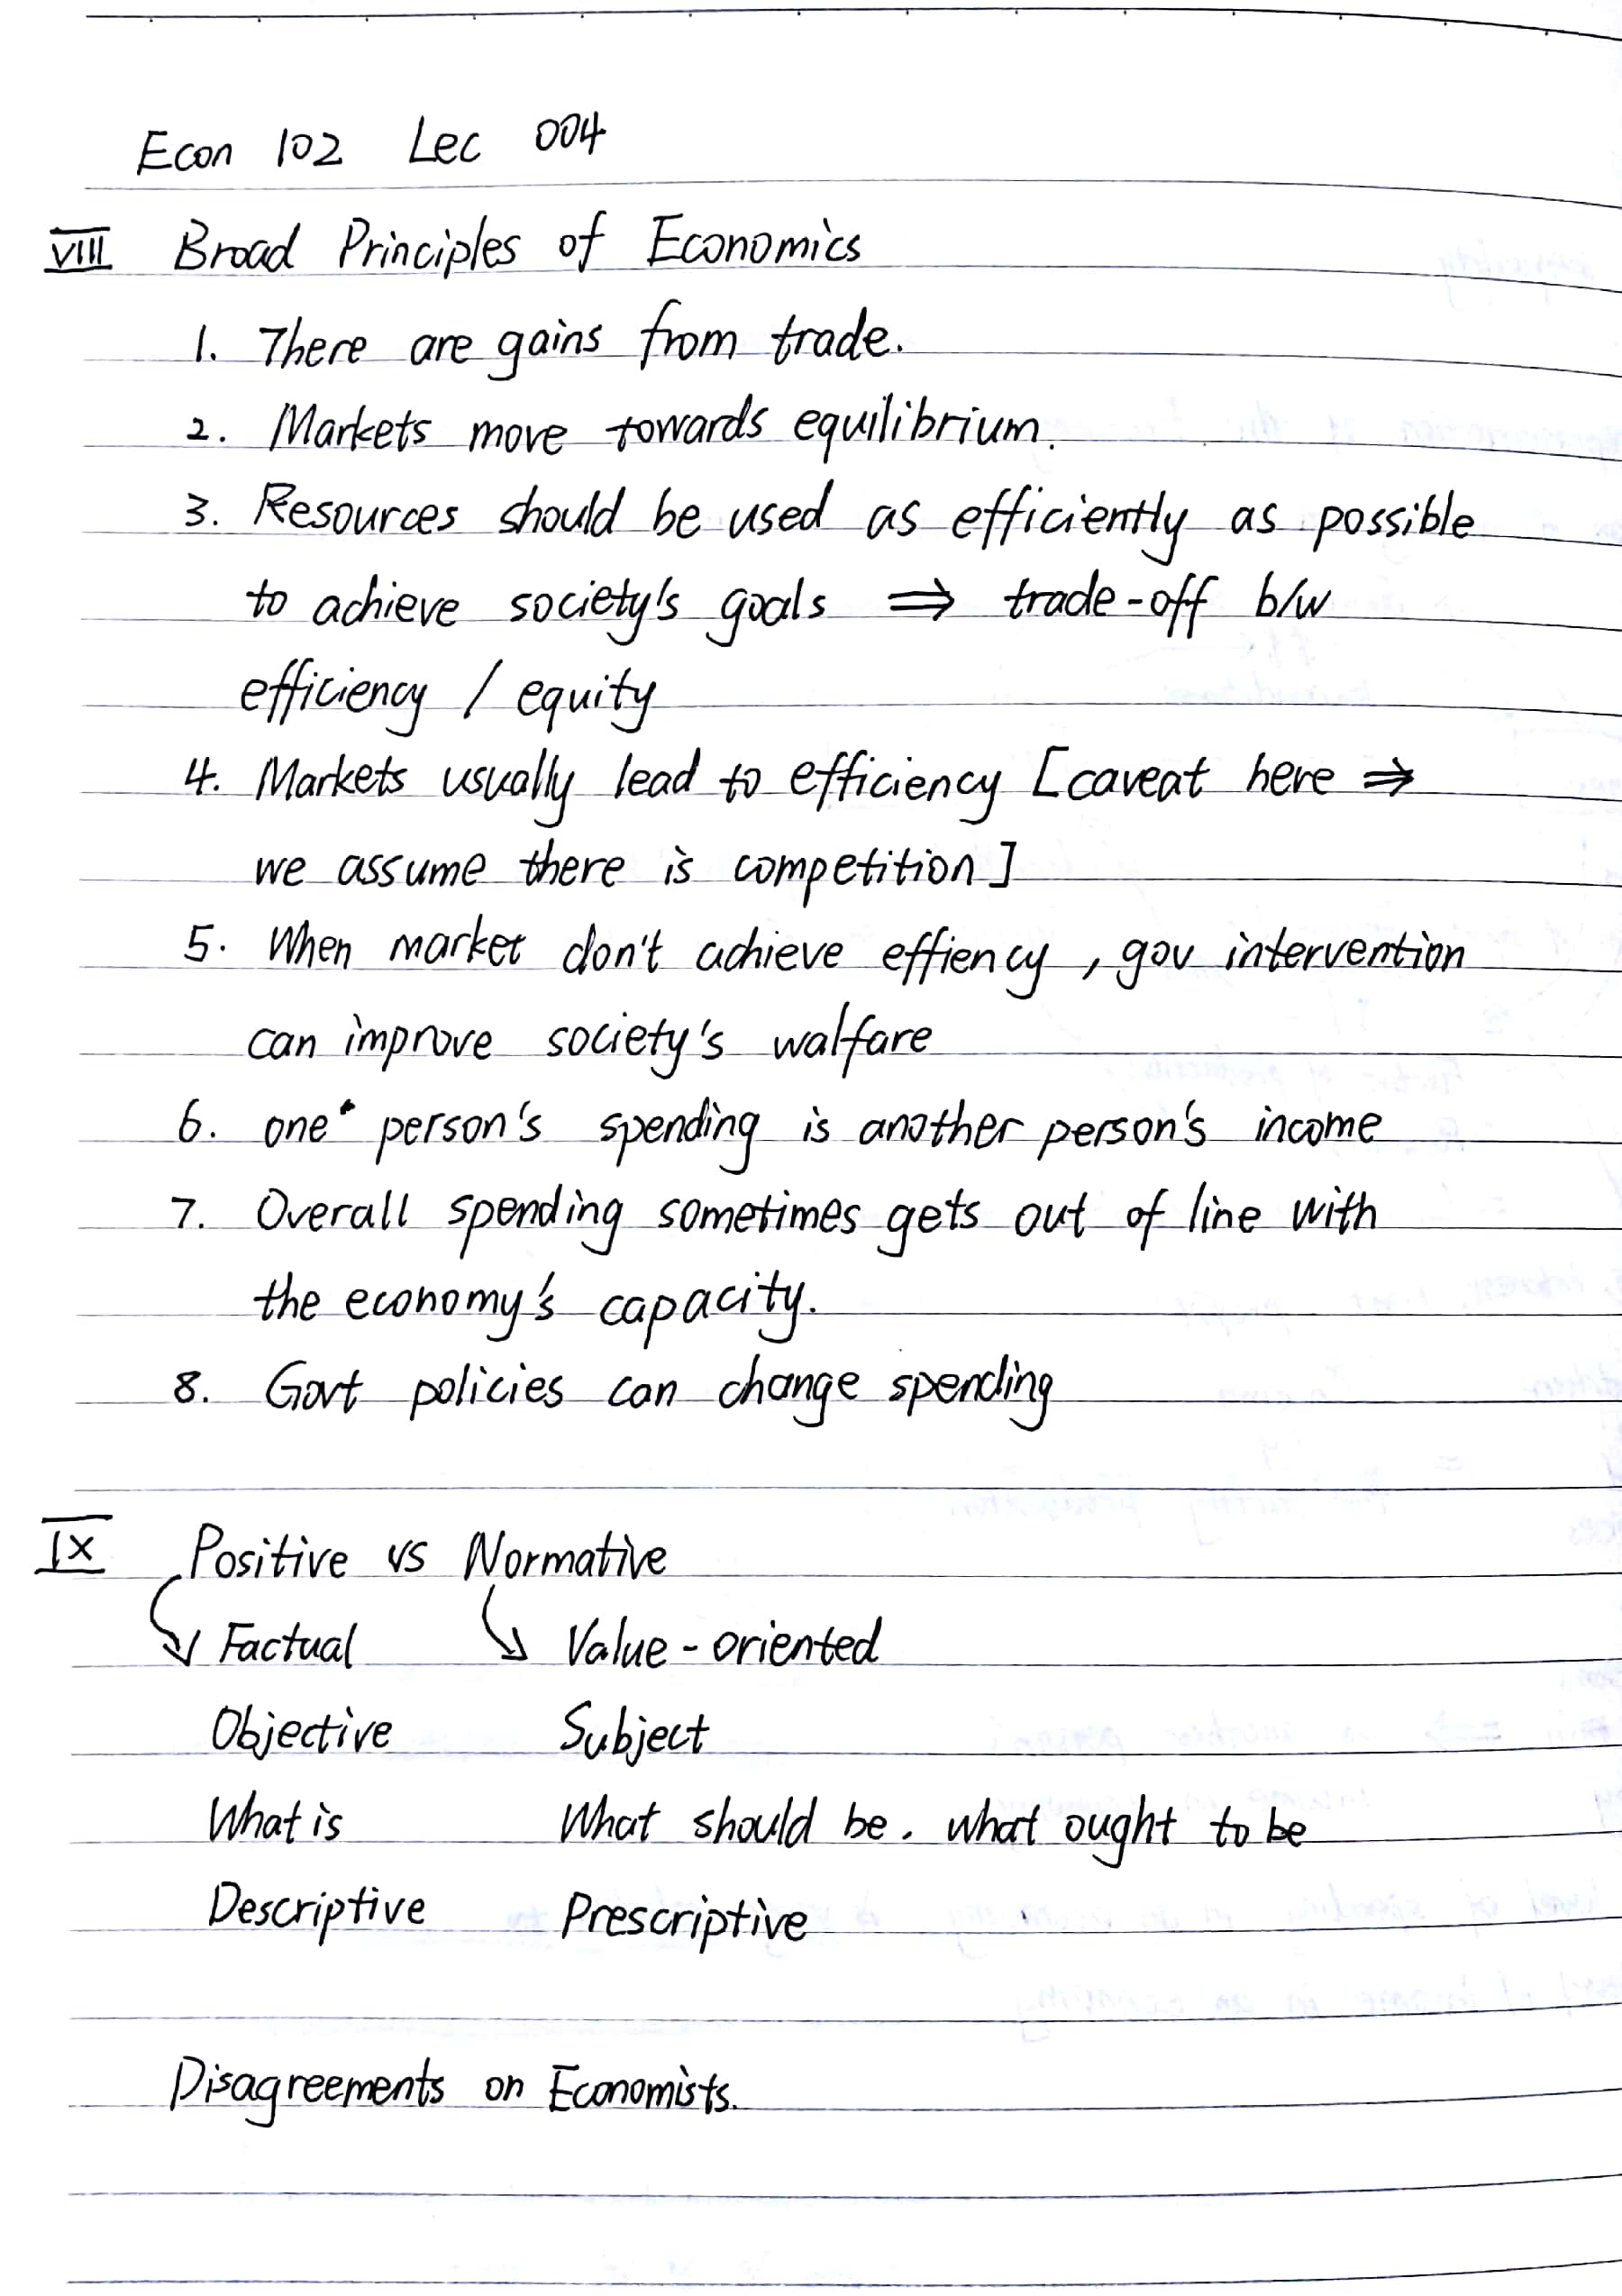 Econ 102 Lec 004
VIII Broad Principles of Economics
1. There are gains from trade.
2. Markets move towards equilibrium.
3. Resources should be used as efficiently as possible
to achieve society's goals ⇒ trade-off b/w
efficiency / equity
4. Markets usually lead to efficiency [caveat here ⇒
we assume there is competition]
5. When market don't achieve effiency, gov intervention
can improve society's walfare
6. one person's spending is another person's income
7. Overall spending sometimes gets out of line with
the economy's capacity.
8. Govt policies can change spending
IX Positive vs Normative
Factual Value-oriented
Objective Subject
What is What should be. what ought to be
Descriptive Prescriptive
Disagreements on Economists.